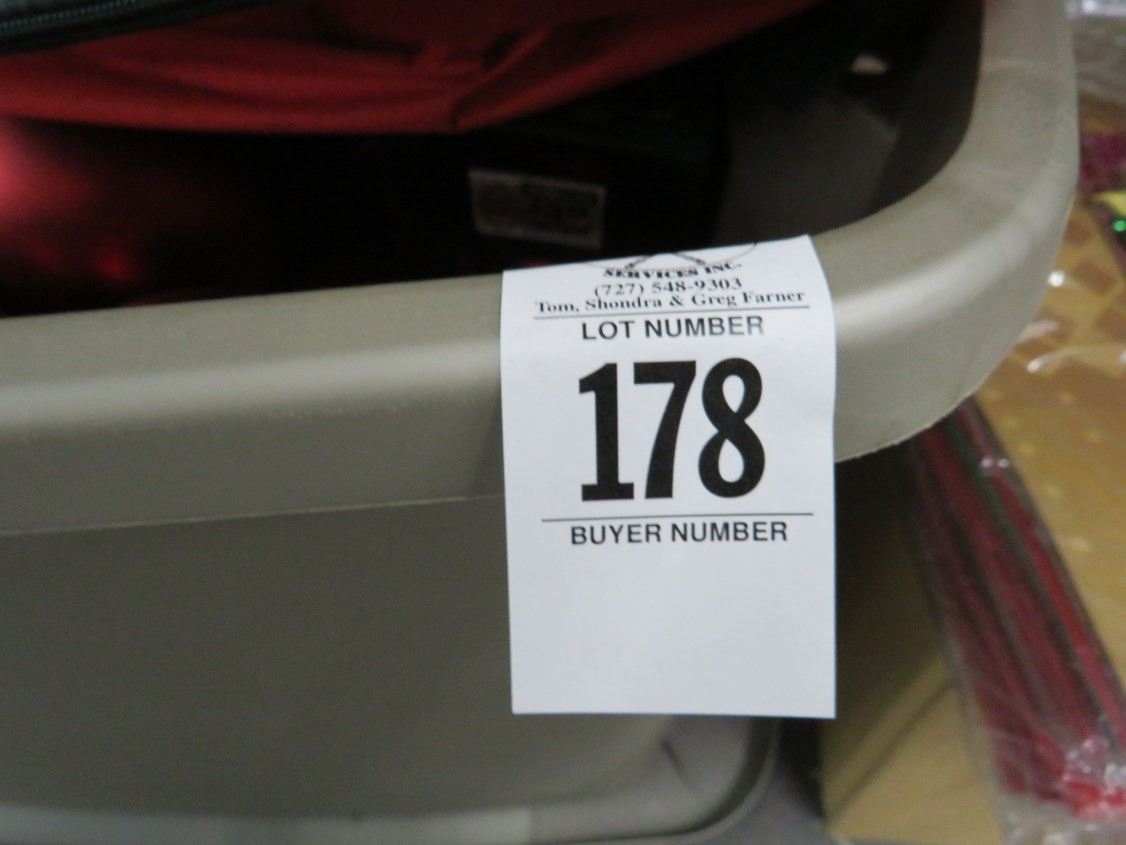 SERVICES INC.
(727) 548-9303
Tom, Shondra & Greg Farner
LOT NUMBER
178
BUYER NUMBER